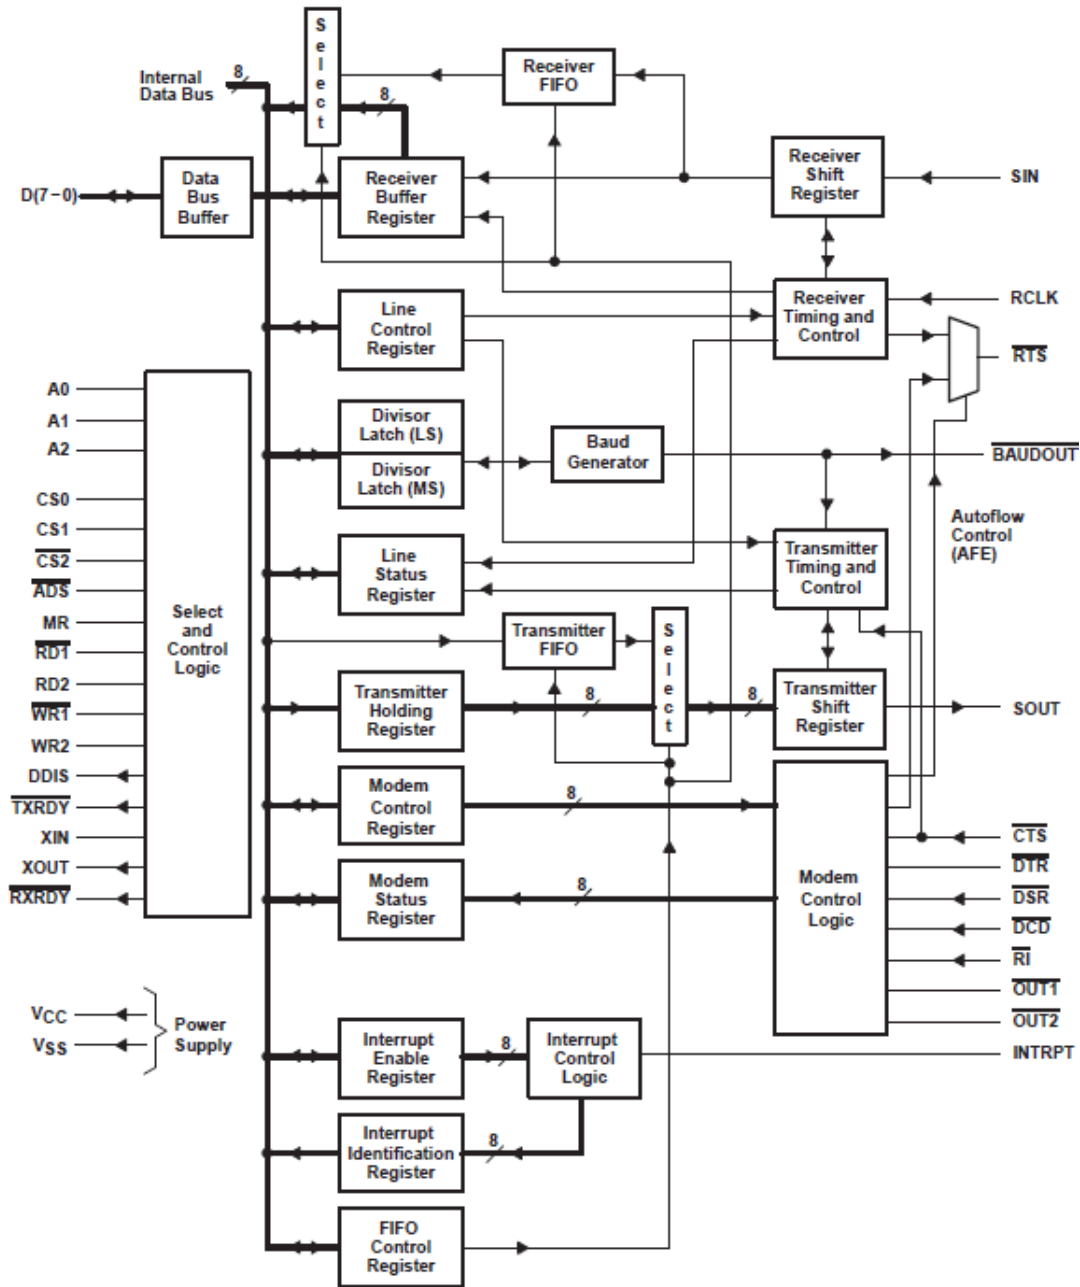 Select
8
Internal
Data Bus
8
Receiver
FIFO
D(7–0)
Data
Bus
Buffer
Receiver
Buffer
Register
Receiver
Shift
Register
SIN
Line
Control
Register
Receiver
Timing and
Control
RCLK
RTS
A0
A1
A2
CS0
CS1
CS2
ADS
MR
RD1
RD2
WR1
WR2
DDIS
TXRDY
XIN
XOUT
RXRDY
Select
and
Control
Logic
Divisor
Latch (LS)
Divisor
Latch (MS)
Baud
Generator
BAUDOUT
Autoflow
Control
(AFE)
Line
Status
Register
Transmitter
Timing and
Control
Transmitter
FIFO
Select
Transmitter
Holding
Register
8
8
Transmitter
Shift
Register
SOUT
Modem
Control
Register
8
Modem
Status
Register
8
Modem
Control
Logic
CTS
DTR
DSR
DCD
RI
OUT1
OUT2
INTRPT
VCC
VSS
Power
Supply
Interrupt
Enable
Register
8
Interrupt
Control
Logic
Interrupt
Identification
Register
8
FIFO
Control
Register